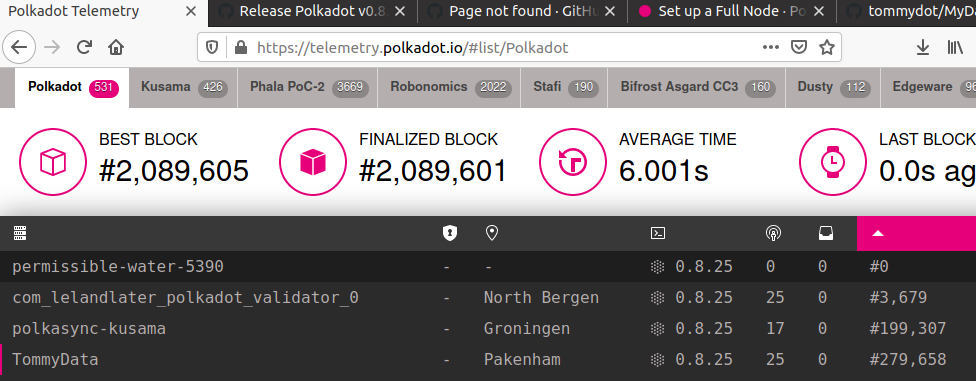 Polkadot Telemetry × Release Polkadot v0.8. × Page not found · GitHu × Set up a Full Node · Po × tommydot/MyDa
https://telemetry.polkadot.io/#list/Polkadot
Polkadot 531 Kusama 426 Phala PoC-2 3669 Robonomics 2022 Stafi 190 Bifrost Asgard CC3 160 Dusty 112 Edgeware 96
BEST BLOCK FINALIZED BLOCK AVERAGE TIME LAST BLOCK
#2,089,605 #2,089,601 6.001s 0.0s ag
permissible-water-5390 - - 0.8.25 0 0 #0
com_lelandlater_polkadot_validator_0 - North Bergen 0.8.25 25 0 #3,679
polkasync-kusama - Groningen 0.8.25 17 0 #199,307
TommyData - Pakenham 0.8.25 25 0 #279,658